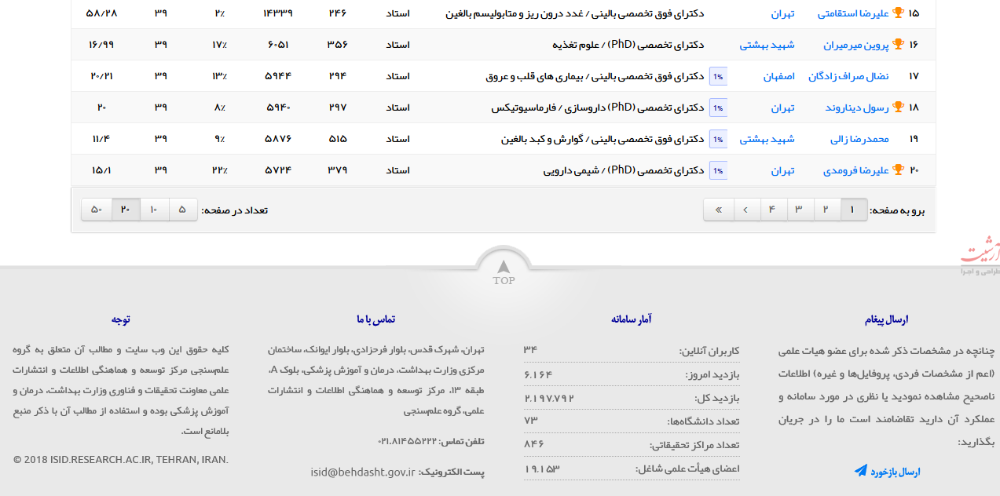 ۱۵ علیرضا استقامتی تهران دکترای فوق تخصصی بالینی / غدد درون ریز و متابولیسم بالغین استاد ۲۴۶ ۱۴۳۳۹ ۲٪ ۳۹ ۵۸/۲۸
۱۶ پروین میرمیران شهید بهشتی دکترای تخصصی (PhD) / علوم تغذیه استاد ۳۵۶ ۶۰۵۱ ۱۷٪ ۳۹ ۱۶/۹۹
۱۷ نضال صراف زادگان اصفهان 1% دکترای فوق تخصصی بالینی / بیماری های قلب و عروق استاد ۲۹۴ ۵۹۴۴ ۱۳٪ ۳۹ ۲۰/۲۱
۱۸ رسول دیناروند تهران 1% دکترای تخصصی (PhD) داروسازی / فارماسیوتیکس استاد ۲۹۷ ۵۹۴۰ ۸٪ ۳۹ ۲۰
۱۹ محمدرضا زالی شهید بهشتی 1% دکترای فوق تخصصی بالینی / گوارش و کبد بالغین استاد ۵۱۵ ۵۸۷۶ ۹٪ ۳۹ ۱۱/۴
۲۰ علیرضا فرومدی تهران 1% دکترای تخصصی (PhD) / شیمی دارویی استاد ۳۷۹ ۵۷۲۴ ۲۲٪ ۳۹ ۱۵/۱
برو به صفحه: ۱ ۲ ۳ ۴ > » تعداد در صفحه: ۵ ۱۰ ۲۰ ۵۰
طراحی و اجرا
TOP
ارسال پیغام
چنانچه در مشخصات ذکر شده برای عضو هیات علمی
(اعم از مشخصات فردی، پروفایل‌ها و غیره) اطلاعات
ناصحیح مشاهده نمودید یا نظری در مورد سامانه و
عملکرد آن دارید تقاضامند است ما را در جریان
بگذارید:
ارسال بازخورد
آمار سامانه
کاربران آنلاین: ۳۴
بازدید امروز: ۶.۱۶۴
بازدید کل: ۲.۱۹۷.۷۹۲
تعداد دانشگاه‌ها: ۷۳
تعداد مراکز تحقیقاتی: ۸۴۶
اعضای هیأت علمی شاغل: ۱۹.۱۵۳
تماس با ما
تهران، شهرک قدس، بلوار فرحزادی، بلوار ایوانک، ساختمان
مرکزی وزارت بهداشت، درمان و آموزش پزشکی، بلوک A،
طبقه ۱۳، مرکز توسعه و هماهنگی اطلاعات و انتشارات
علمی، گروه علم‌سنجی
تلفن تماس: ۰۲۱.۸۱۴۵۵۲۲۲
پست الکترونیک: isid@behdasht.gov.ir
توجه
کلیه حقوق این وب سایت و مطالب آن متعلق به گروه
علم‌سنجی مرکز توسعه و هماهنگی اطلاعات و انتشارات
علمی معاونت تحقیقات و فناوری وزارت بهداشت، درمان و
آموزش پزشکی بوده و استفاده از مطالب آن با ذکر منبع
بلامانع است.
© 2018 ISID.RESEARCH.AC.IR, TEHRAN, IRAN.